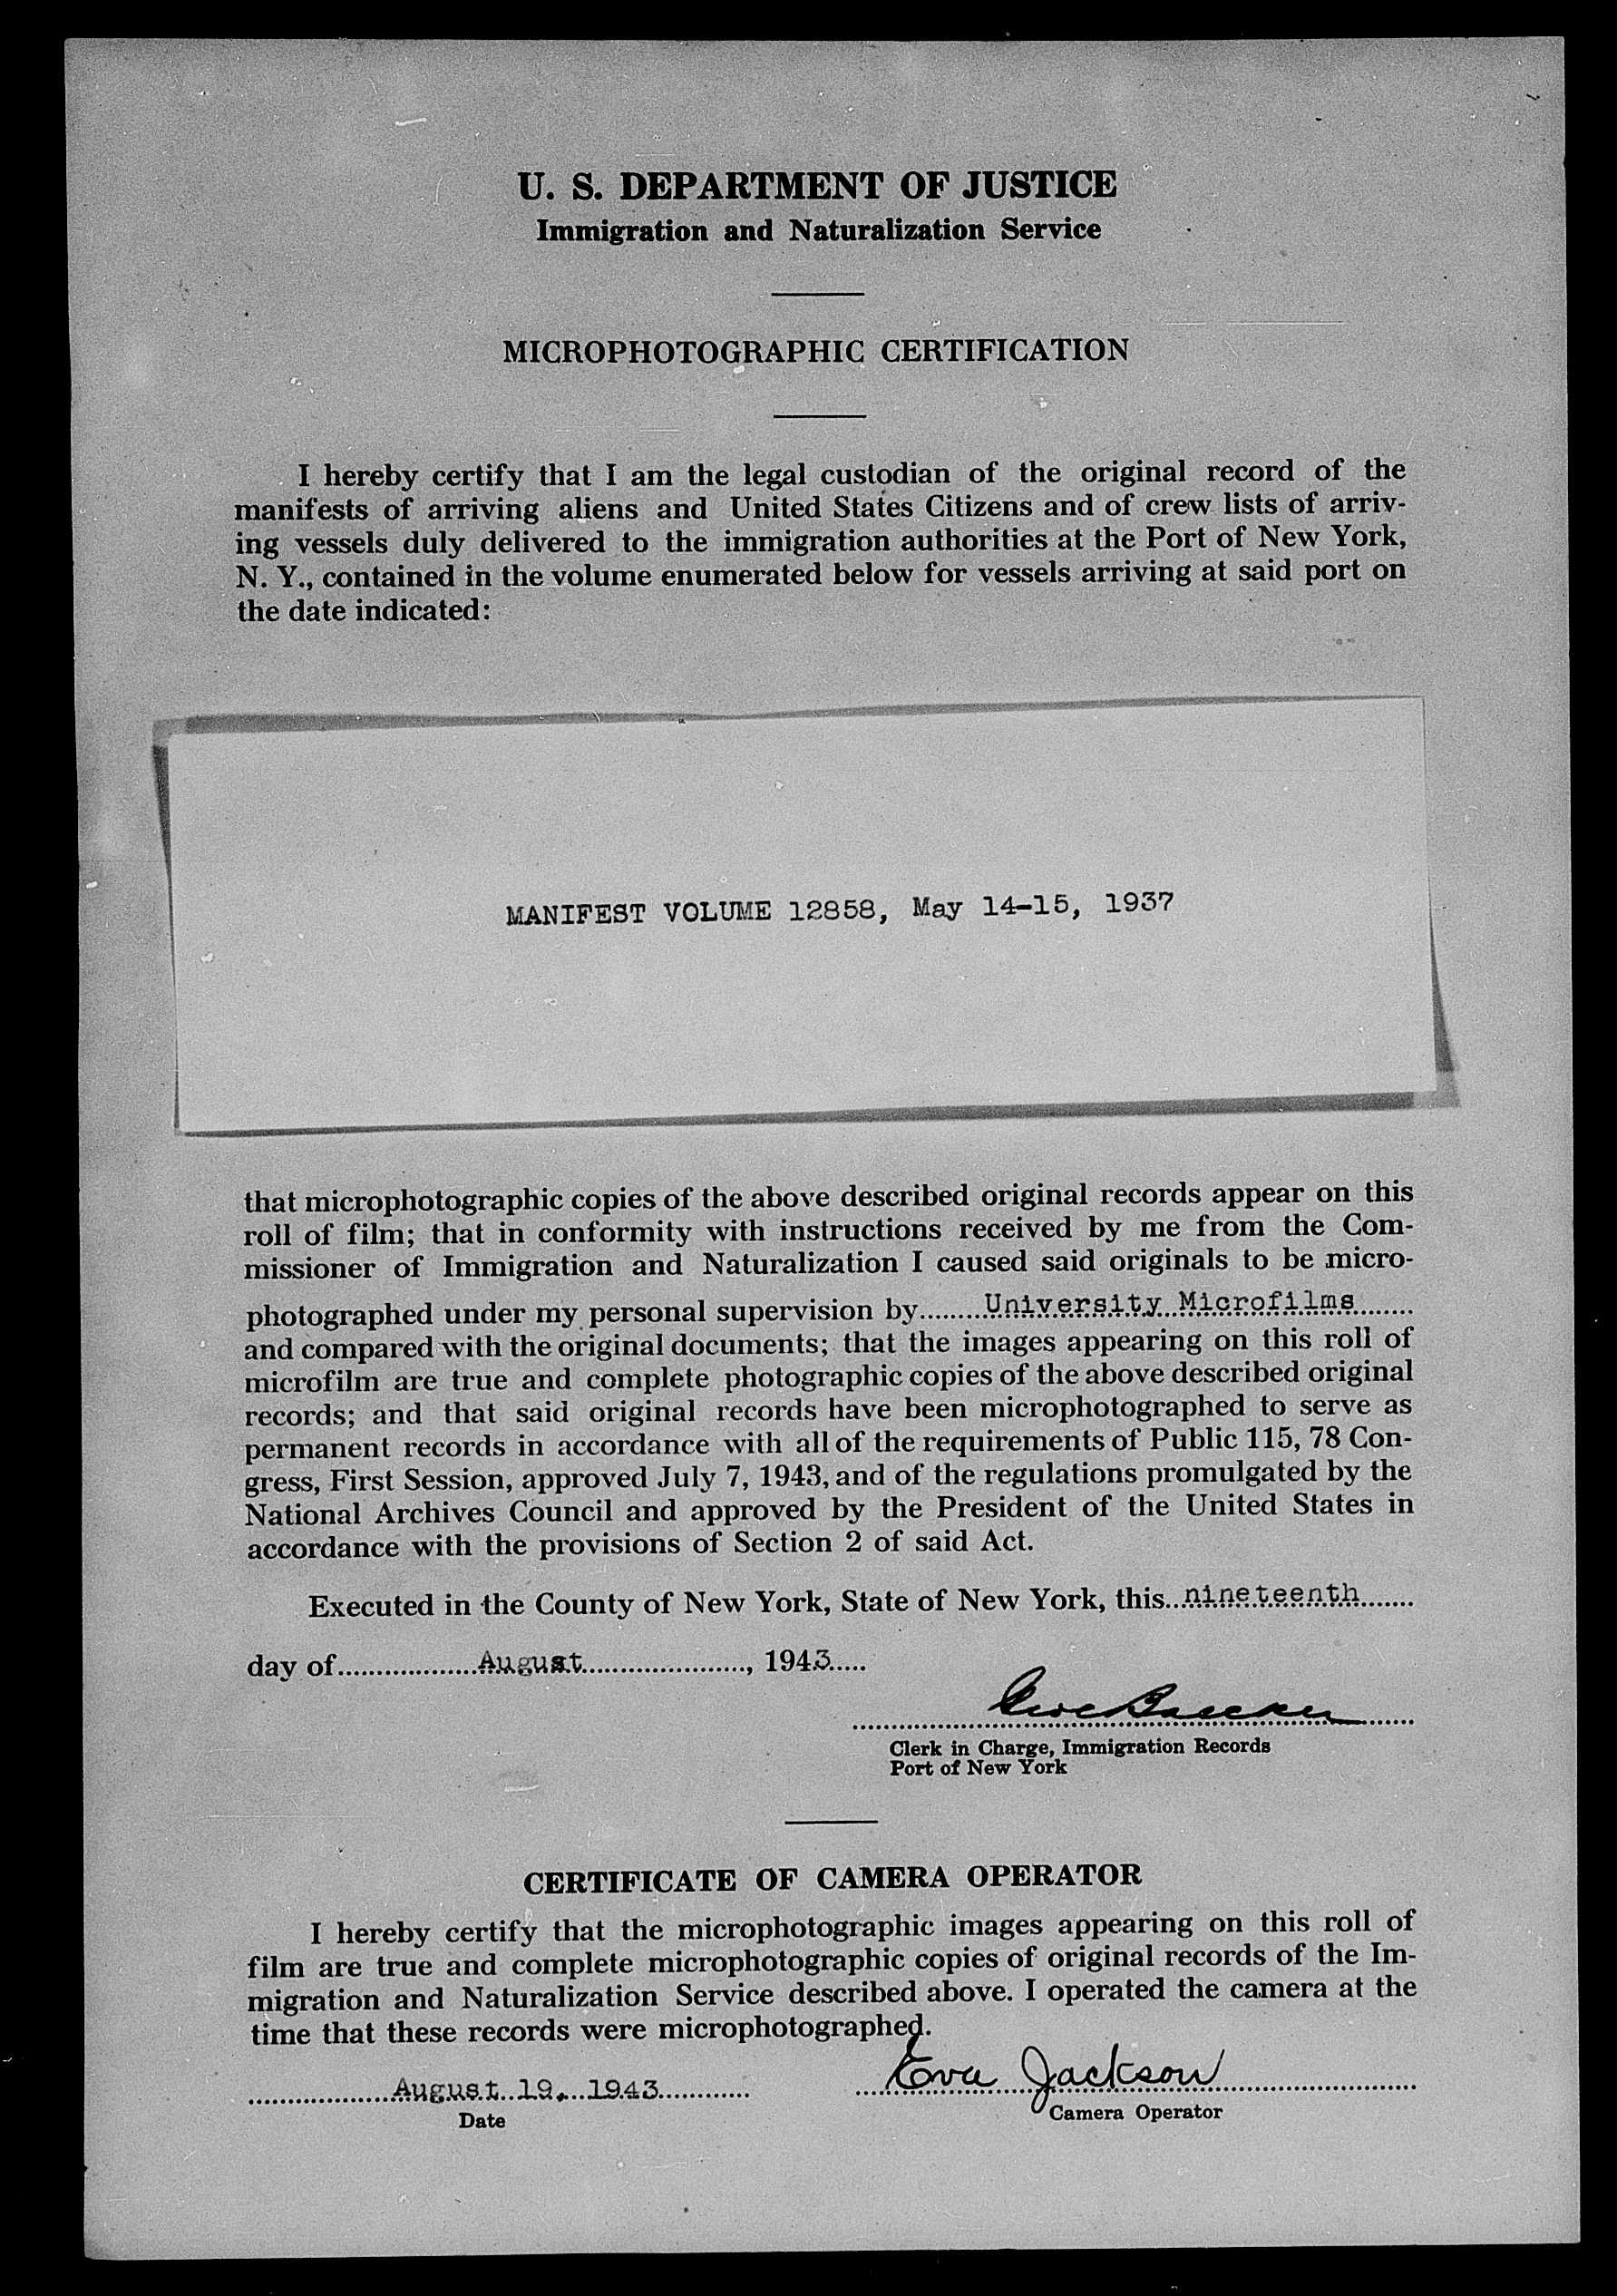 U. S. DEPARTMENT OF JUSTICE
Immigration and Naturalization Service
MICROPHOTOGRAPHIC CERTIFICATION
I hereby certify that I am the legal custodian of the original record of the
manifests of arriving aliens and United States Citizens and of crew lists of arriv-
ing vessels duly delivered to the immigration authorities at the Port of New York,
N. Y., contained in the volume enumerated below for vessels arriving at said port on
the date indicated:
MANIFEST VOLUME 12858, May 14-15, 1937
that microphotographic copies of the above described original records appear on this
roll of film; that in conformity with instructions received by me from the Com-
missioner of Immigration and Naturalization I caused said originals to be micro-
photographed under my personal supervision by........University Microfilms........
and compared with the original documents; that the images appearing on this roll of
microfilm are true and complete photographic copies of the above described original
records; and that said original records have been microphotographed to serve as
permanent records in accordance with all of the requirements of Public 115, 78 Con-
gress, First Session, approved July 7, 1943, and of the regulations promulgated by the
National Archives Council and approved by the President of the United States in
accordance with the provisions of Section 2 of said Act.
Executed in the County of New York, State of New York, this..nineteenth.......
day of..................August......................, 1943.....
Clerk in Charge, Immigration Records
Port of New York
CERTIFICATE OF CAMERA OPERATOR
I hereby certify that the microphotographic images appearing on this roll of
film are true and complete microphotographic copies of original records of the Im-
migration and Naturalization Service described above. I operated the camera at the
time that these records were microphotographed.
..................August 19, 1943............ Eva Jackson
Date Camera Operator